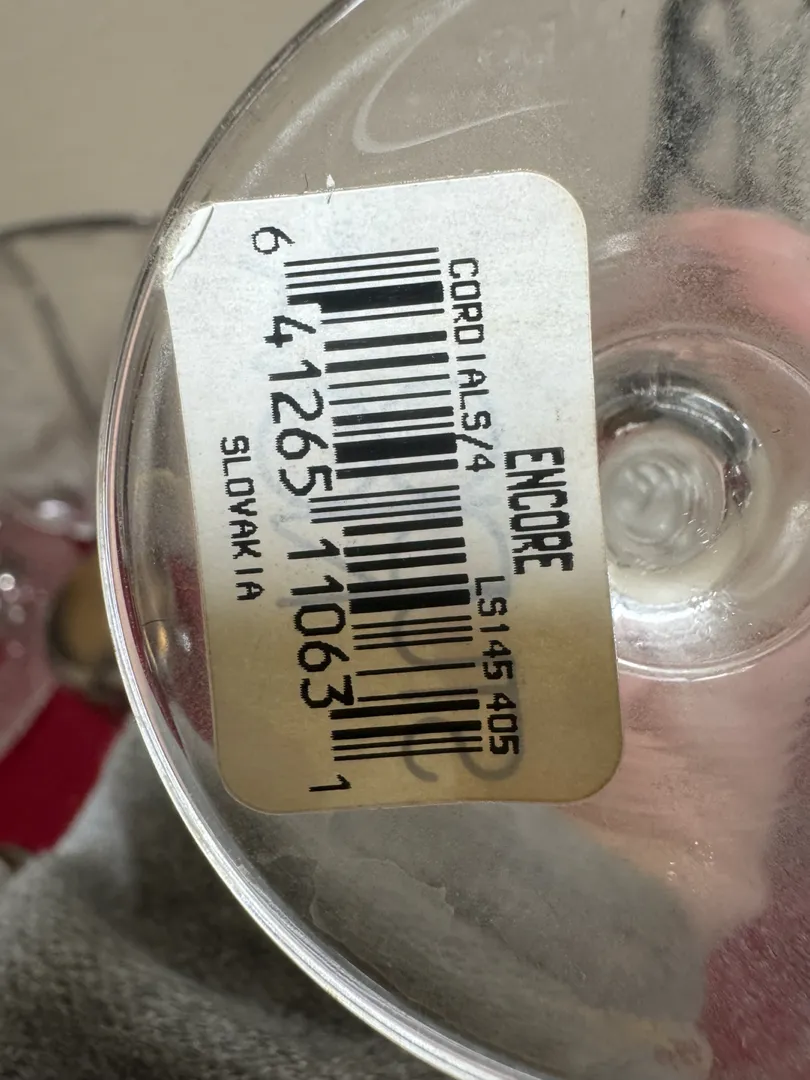 ENCORE
CORDIALS/4 LS145 405
6 41265 11063 1
SLOVAKIA